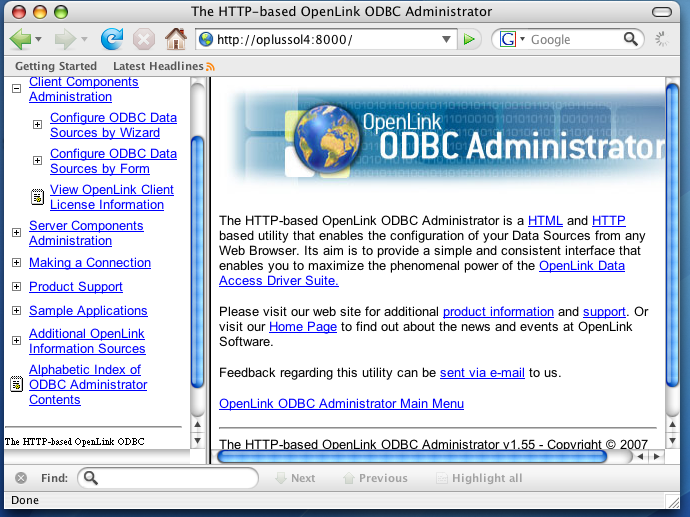 The HTTP-based OpenLink ODBC Administrator
http://oplussol4:8000/
G
Google
Getting Started
Latest Headlines
Client Components
Administration
Configure ODBC Data
Sources by Wizard
Configure ODBC Data
Sources by Form
View OpenLink Client
License Information
Server Components
Administration
Making a Connection
Product Support
Sample Applications
Additional OpenLink
Information Sources
Alphabetic Index of
ODBC Administrator
Contents
The HTTP-based OpenLink ODBC
OpenLink
ODBC Administrator
The HTTP-based OpenLink ODBC Administrator is a HTML and HTTP
based utility that enables the configuration of your Data Sources from any
Web Browser. Its aim is to provide a simple and consistent interface that
enables you to maximize the phenomenal power of the OpenLink Data
Access Driver Suite.
Please visit our web site for additional product information and support. Or
visit our Home Page to find out about the news and events at OpenLink
Software.
Feedback regarding this utility can be sent via e-mail to us.
OpenLink ODBC Administrator Main Menu
The HTTP-based OpenLink ODBC Administrator v1.55 - Copyright © 2007
Find:
Next
Previous
Highlight all
Done